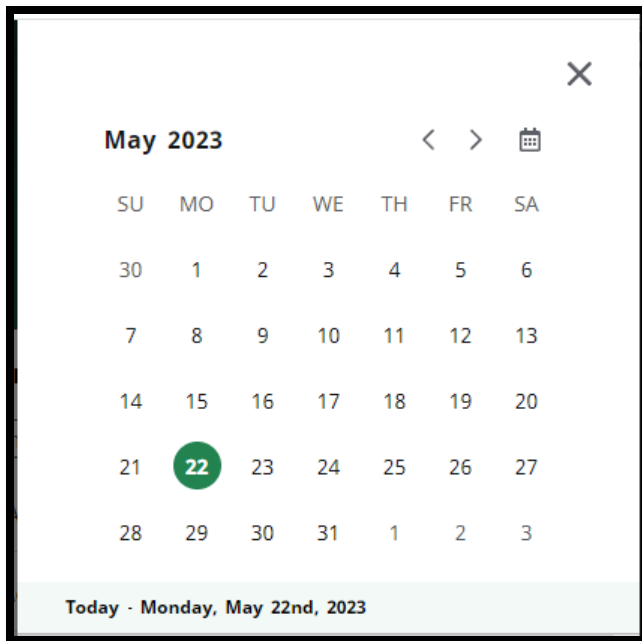 May 2023
SU MO TU WE TH FR SA
30 1 2 3 4 5 6
7 8 9 10 11 12 13
14 15 16 17 18 19 20
21 22 23 24 25 26 27
28 29 30 31 1 2 3
Today - Monday, May 22nd, 2023